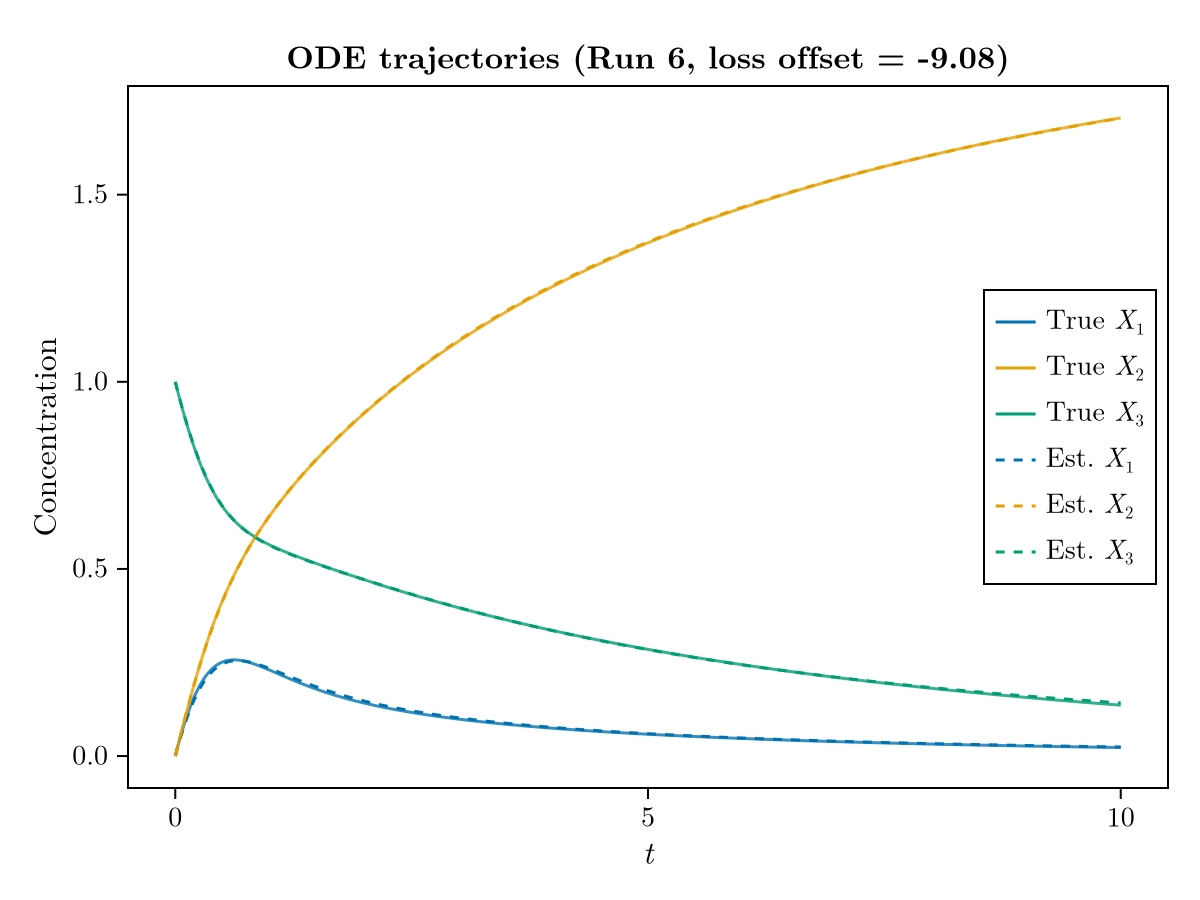 ODE trajectories (Run 6, loss offset = -9.08)
Concentration
1.5
1.0
0.5
0.0
True X₁
True X₂
True X₃
Est. X₁
Est. X₂
Est. X₃
0 5 10
t